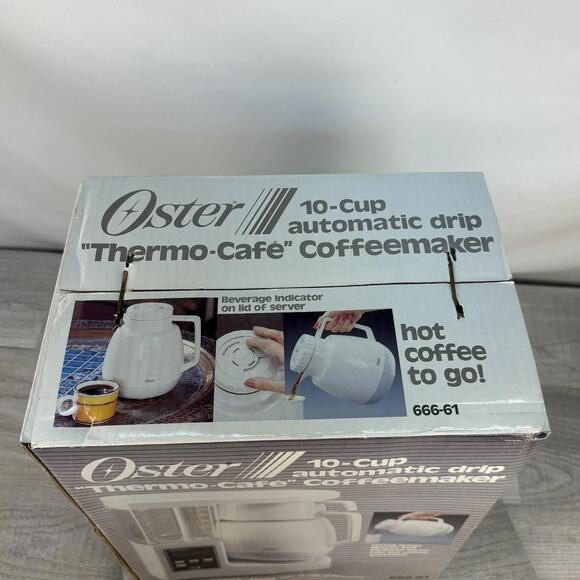 Oster®
10-Cup
automatic drip
"Thermo-Café" Coffeemaker
Beverage Indicator
on lid of server
hot
coffee
to go!
666-61
Oster
10-Cup
automatic drip
"Thermo-Café" Coffeemaker